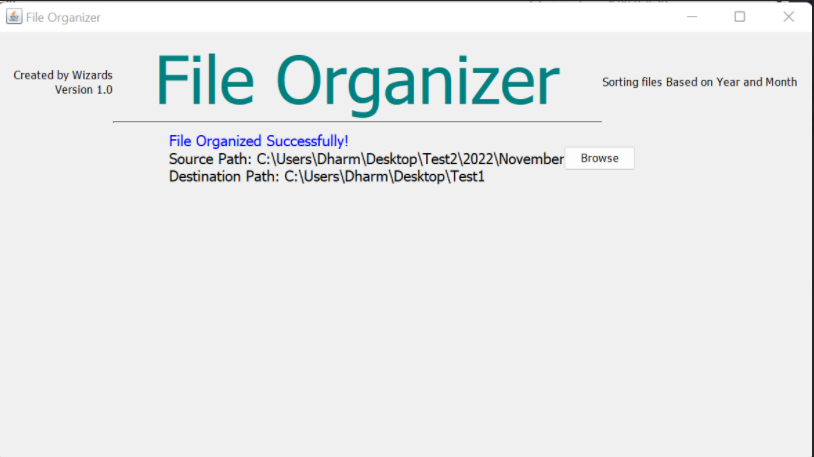 File Organizer
Created by Wizards
Version 1.0
File Organizer
Sorting files Based on Year and Month
File Organized Successfully!
Source Path: C:\Users\Dharm\Desktop\Test2\2022\November
Browse
Destination Path: C:\Users\Dharm\Desktop\Test1